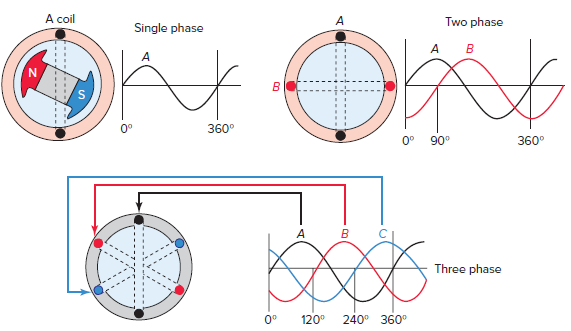 A coil
N
S
Single phase
A
0° 360°
A
B
Two phase
A B
0° 90° 360°
A B C
Three phase
0° 120° 240° 360°